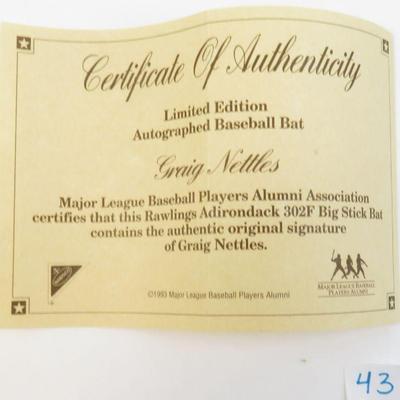 Certificate Of Authenticity
Limited Edition
Autographed Baseball Bat
Graig Nettles
Major League Baseball Players Alumni Association
certifies that this Rawlings Adirondack 302F Big Stick Bat
contains the authentic original signature
of Graig Nettles.
©1993 Major League Baseball Players Alumni
MAJOR LEAGUE BASEBALL
PLAYERS ALUMNI
43